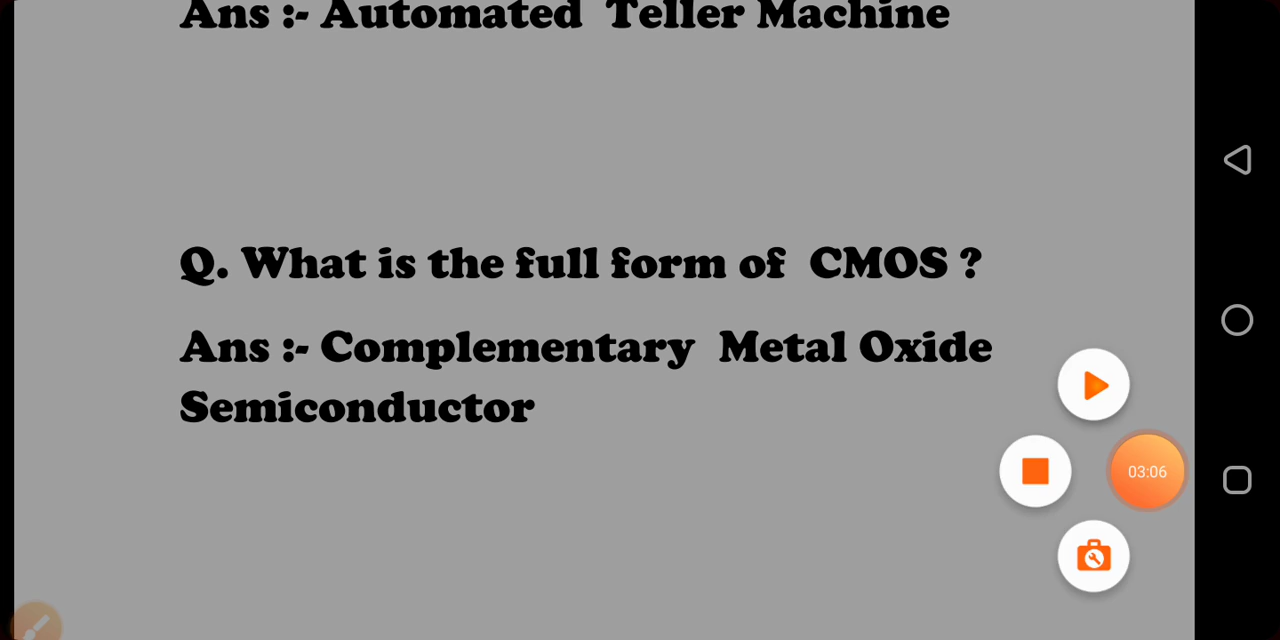 Ans :- Automated Teller Machine
Q. What is the full form of CMOS ?
Ans :- Complementary Metal Oxide
Semiconductor
03:06